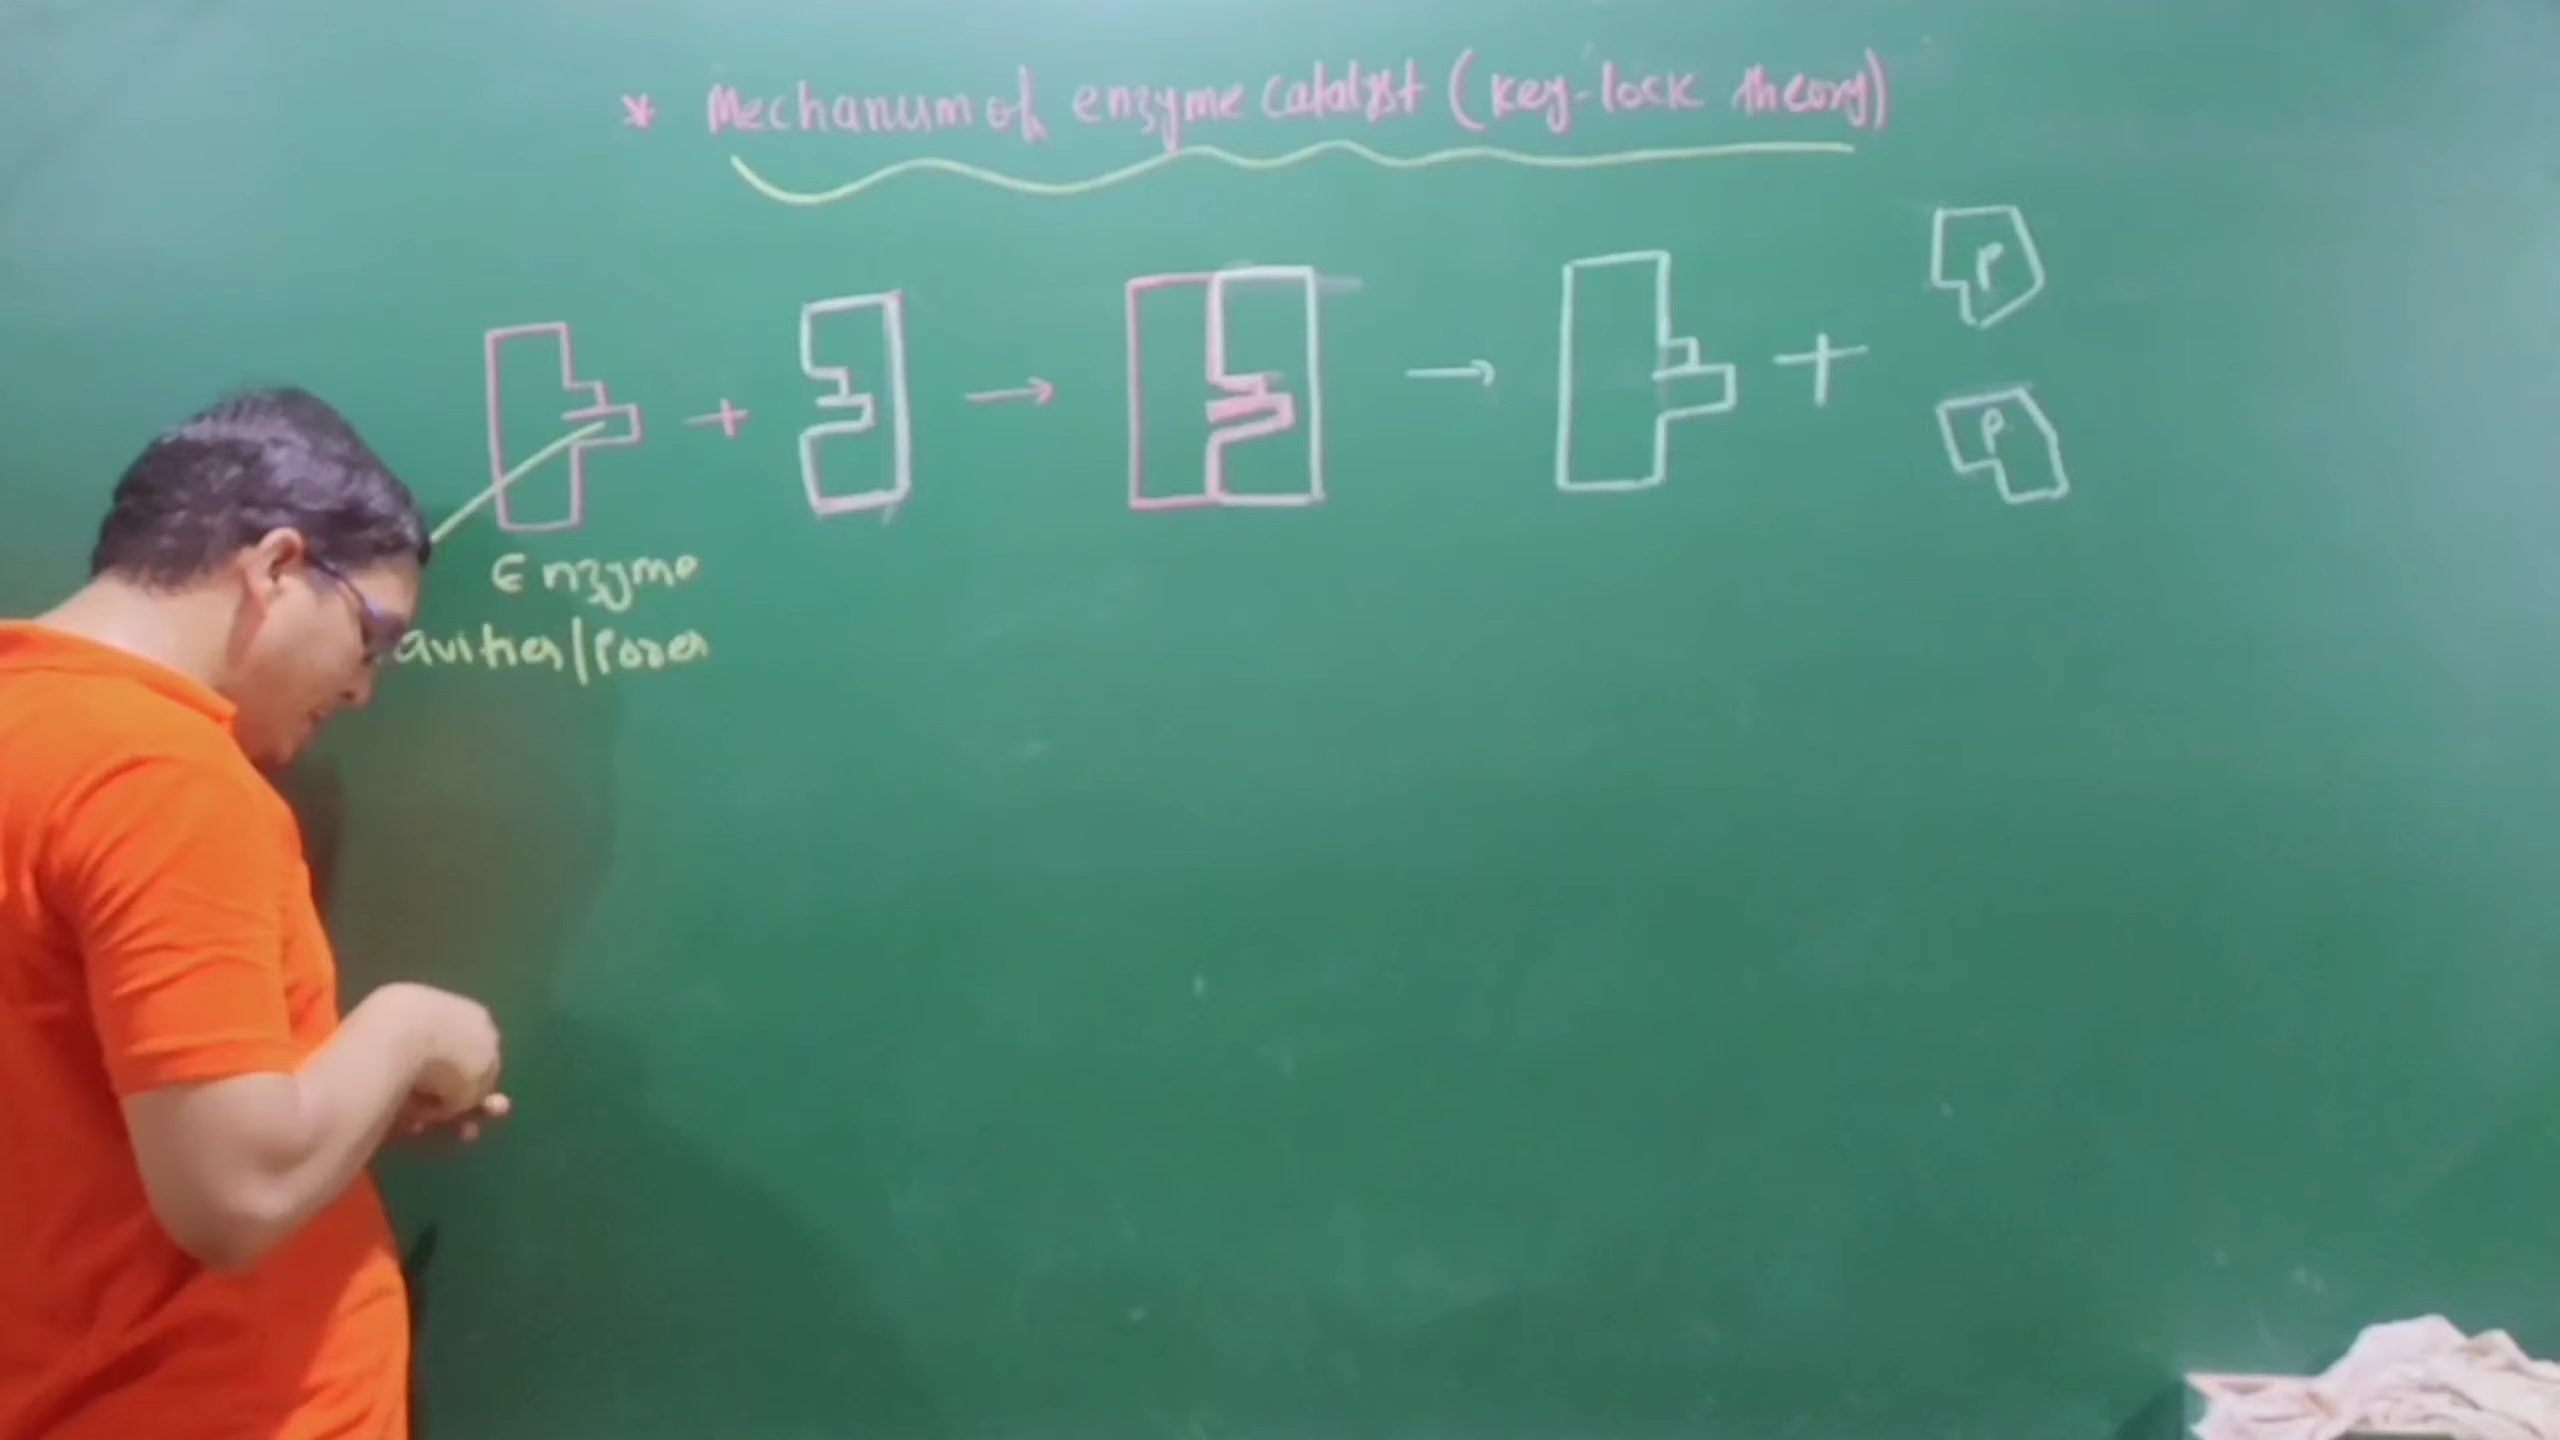 * Mechanum of enzyme catalyst (key-lock theory)
+ → → +
P
P
Enzyme
avities/Pores